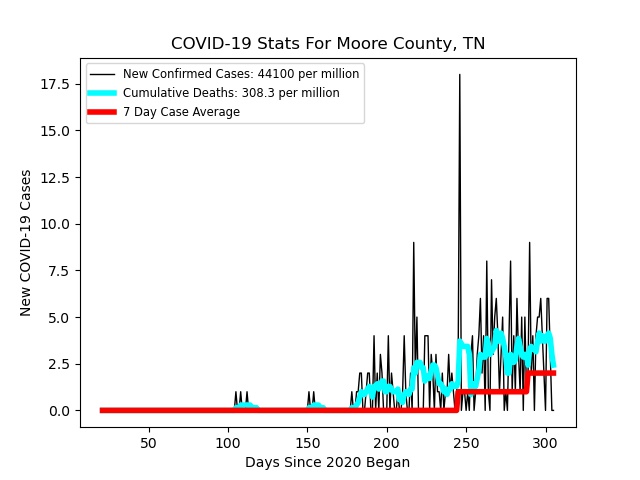 COVID-19 Stats For Moore County, TN
New Confirmed Cases: 44100 per million
Cumulative Deaths: 308.3 per million
7 Day Case Average
New COVID-19 Cases
17.5
15.0
12.5
10.0
7.5
5.0
2.5
0.0
50 100 150 200 250 300
Days Since 2020 Began